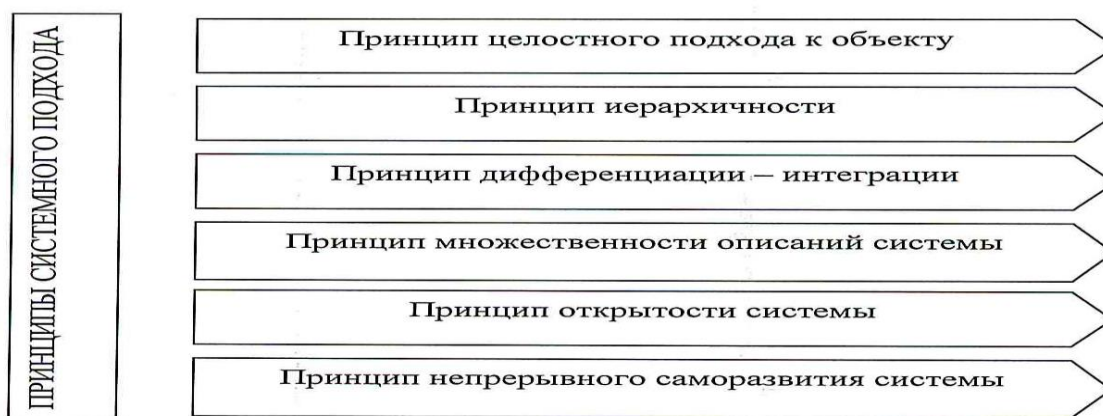 ПРИНЦИПЫ СИСТЕМНОГО ПОДХОДА
Принцип целостного подхода к объекту
Принцип иерархичности
Принцип дифференциации – интеграции
Принцип множественности описаний системы
Принцип открытости системы
Принцип непрерывного саморазвития системы